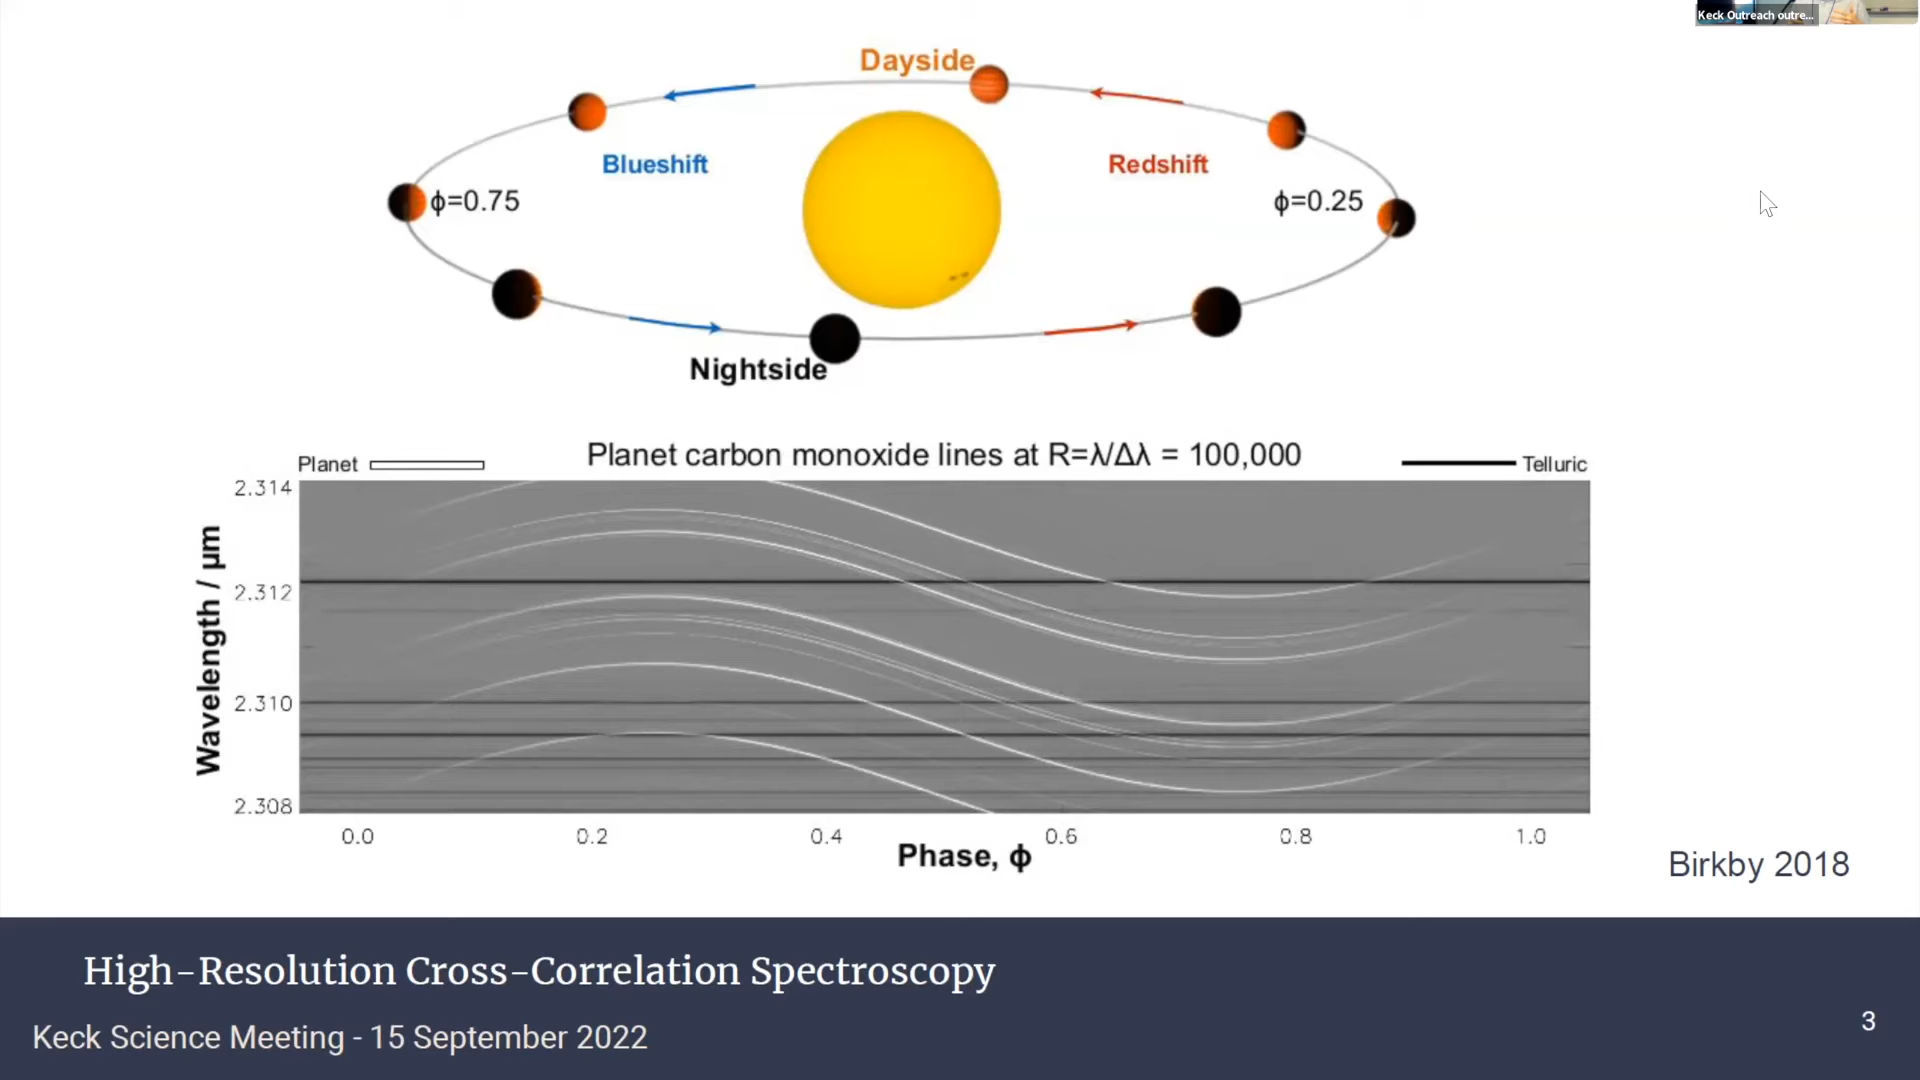 Keck Outreach outre...
Dayside
Blueshift
Redshift
ϕ=0.75
ϕ=0.25
Nightside
Planet
Planet carbon monoxide lines at R=λ/Δλ = 100,000
Telluric
2.314
2.312
2.310
2.308
Wavelength / μm
0.0 0.2 0.4 0.6 0.8 1.0
Phase, ϕ
Birkby 2018
High-Resolution Cross-Correlation Spectroscopy
Keck Science Meeting - 15 September 2022
3